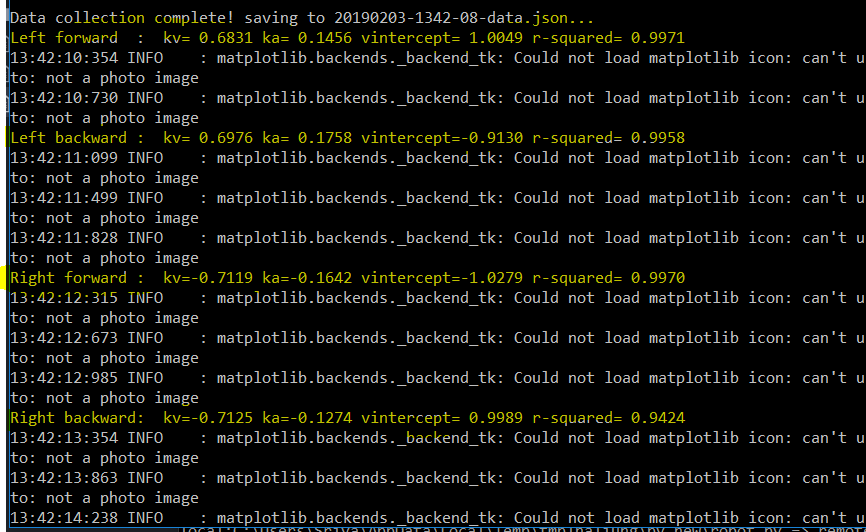 Data collection complete! saving to 20190203-1342-08-data.json...
Left forward  :  kv= 0.6831 ka= 0.1456 vintercept= 1.0049 r-squared= 0.9971
13:42:10:354 INFO    : matplotlib.backends._backend_tk: Could not load matplotlib icon: can't u
to: not a photo image
13:42:10:730 INFO    : matplotlib.backends._backend_tk: Could not load matplotlib icon: can't u
to: not a photo image
Left backward :  kv= 0.6976 ka= 0.1758 vintercept=-0.9130 r-squared= 0.9958
13:42:11:099 INFO    : matplotlib.backends._backend_tk: Could not load matplotlib icon: can't u
to: not a photo image
13:42:11:499 INFO    : matplotlib.backends._backend_tk: Could not load matplotlib icon: can't u
to: not a photo image
13:42:11:828 INFO    : matplotlib.backends._backend_tk: Could not load matplotlib icon: can't u
to: not a photo image
Right forward :  kv=-0.7119 ka=-0.1642 vintercept=-1.0279 r-squared= 0.9970
13:42:12:315 INFO    : matplotlib.backends._backend_tk: Could not load matplotlib icon: can't u
to: not a photo image
13:42:12:673 INFO    : matplotlib.backends._backend_tk: Could not load matplotlib icon: can't u
to: not a photo image
13:42:12:985 INFO    : matplotlib.backends._backend_tk: Could not load matplotlib icon: can't u
to: not a photo image
Right backward:  kv=-0.7125 ka=-0.1274 vintercept= 0.9989 r-squared= 0.9424
13:42:13:354 INFO    : matplotlib.backends._backend_tk: Could not load matplotlib icon: can't u
to: not a photo image
13:42:13:863 INFO    : matplotlib.backends._backend_tk: Could not load matplotlib icon: can't u
to: not a photo image
13:42:14:238 INFO    : matplotlib.backends._backend_tk: Could not load matplotlib icon: can't u